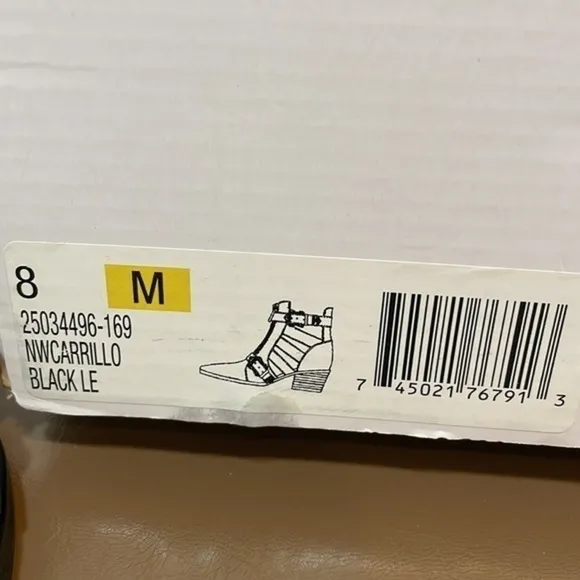 8 M
25034496-169
NWCARRILLO
BLACK LE
7 45021 76791 3